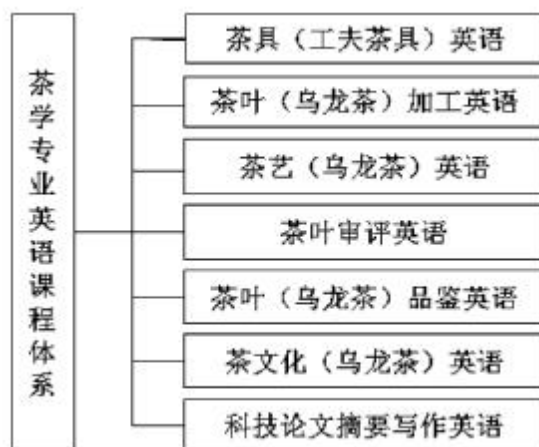 茶学专业英语课程体系
茶具（工夫茶具）英语
茶叶（乌龙茶）加工英语
茶艺（乌龙茶）英语
茶叶审评英语
茶叶（乌龙茶）品鉴英语
茶文化（乌龙茶）英语
科技论文摘要写作英语